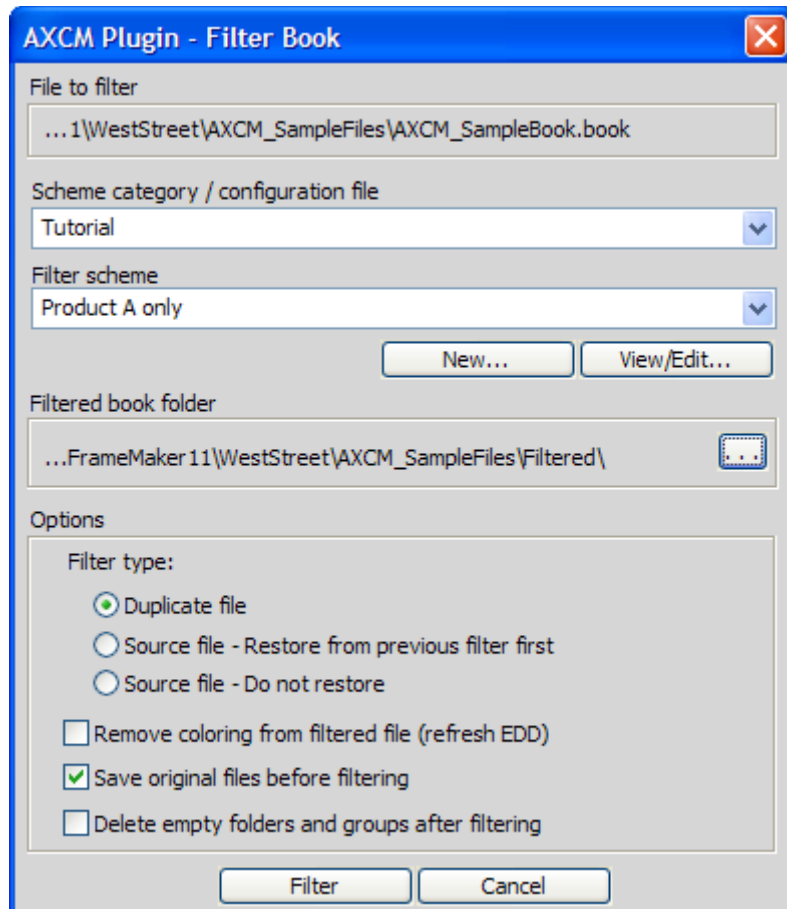 AXCM Plugin - Filter Book
File to filter
...1\WestStreet\AXCM_SampleFiles\AXCM_SampleBook.book
Scheme category / configuration file
Tutorial
Filter scheme
Product A only
New... View/Edit...
Filtered book folder
...FrameMaker11\WestStreet\AXCM_SampleFiles\Filtered\ ...
Options
Filter type:
Duplicate file
Source file - Restore from previous filter first
Source file - Do not restore
Remove coloring from filtered file (refresh EDD)
Save original files before filtering
Delete empty folders and groups after filtering
Filter Cancel